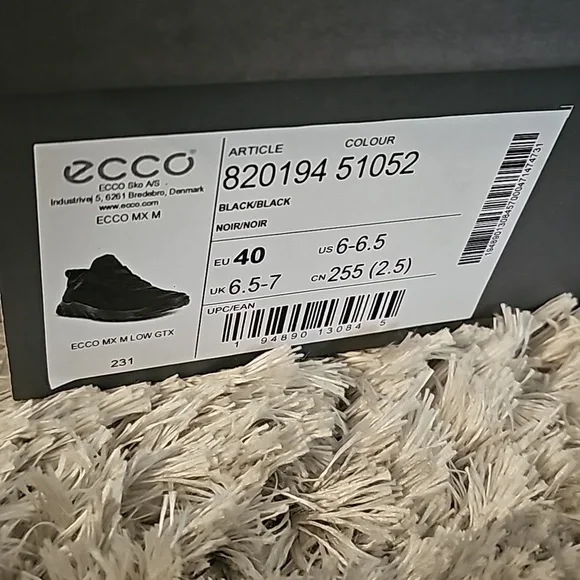 ecco
ECCO Sko A/S
Industrivej 5, 6261 Bredebro, Denmark
www.ecco.com
ECCO MX M
ECCO MX M LOW GTX
231
ARTICLE COLOUR
820194 51052
BLACK/BLACK
NOIR/NOIR
EU 40 US 6-6.5
UK 6.5-7 CN 255 (2.5)
UPC/EAN
1 94890 13084 5